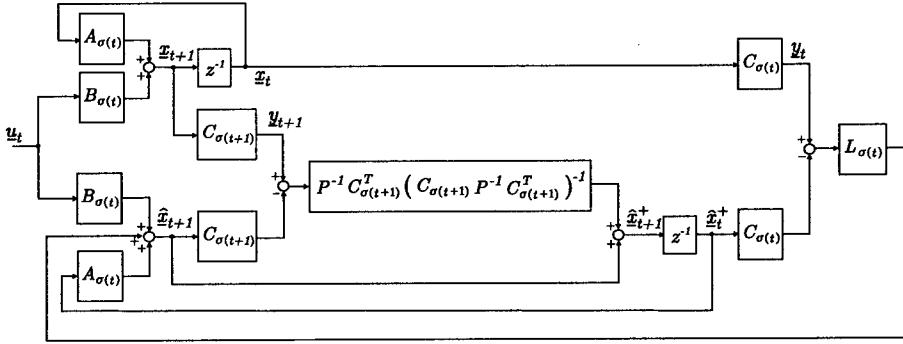 A_{σ(t)}
x_{t+1}
z^{-1}
x_t
C_{σ(t)}
y_t
B_{σ(t)}
u_t
C_{σ(t+1)}
y_{t+1}
L_{σ(t)}
P^{-1} C^T_{σ(t+1)} ( C_{σ(t+1)} P^{-1} C^T_{σ(t+1)} )^{-1}
B_{σ(t)}
x̂_{t+1}
C_{σ(t+1)}
x̂^+_{t+1}
z^{-1}
x̂^+_t
C_{σ(t)}
A_{σ(t)}